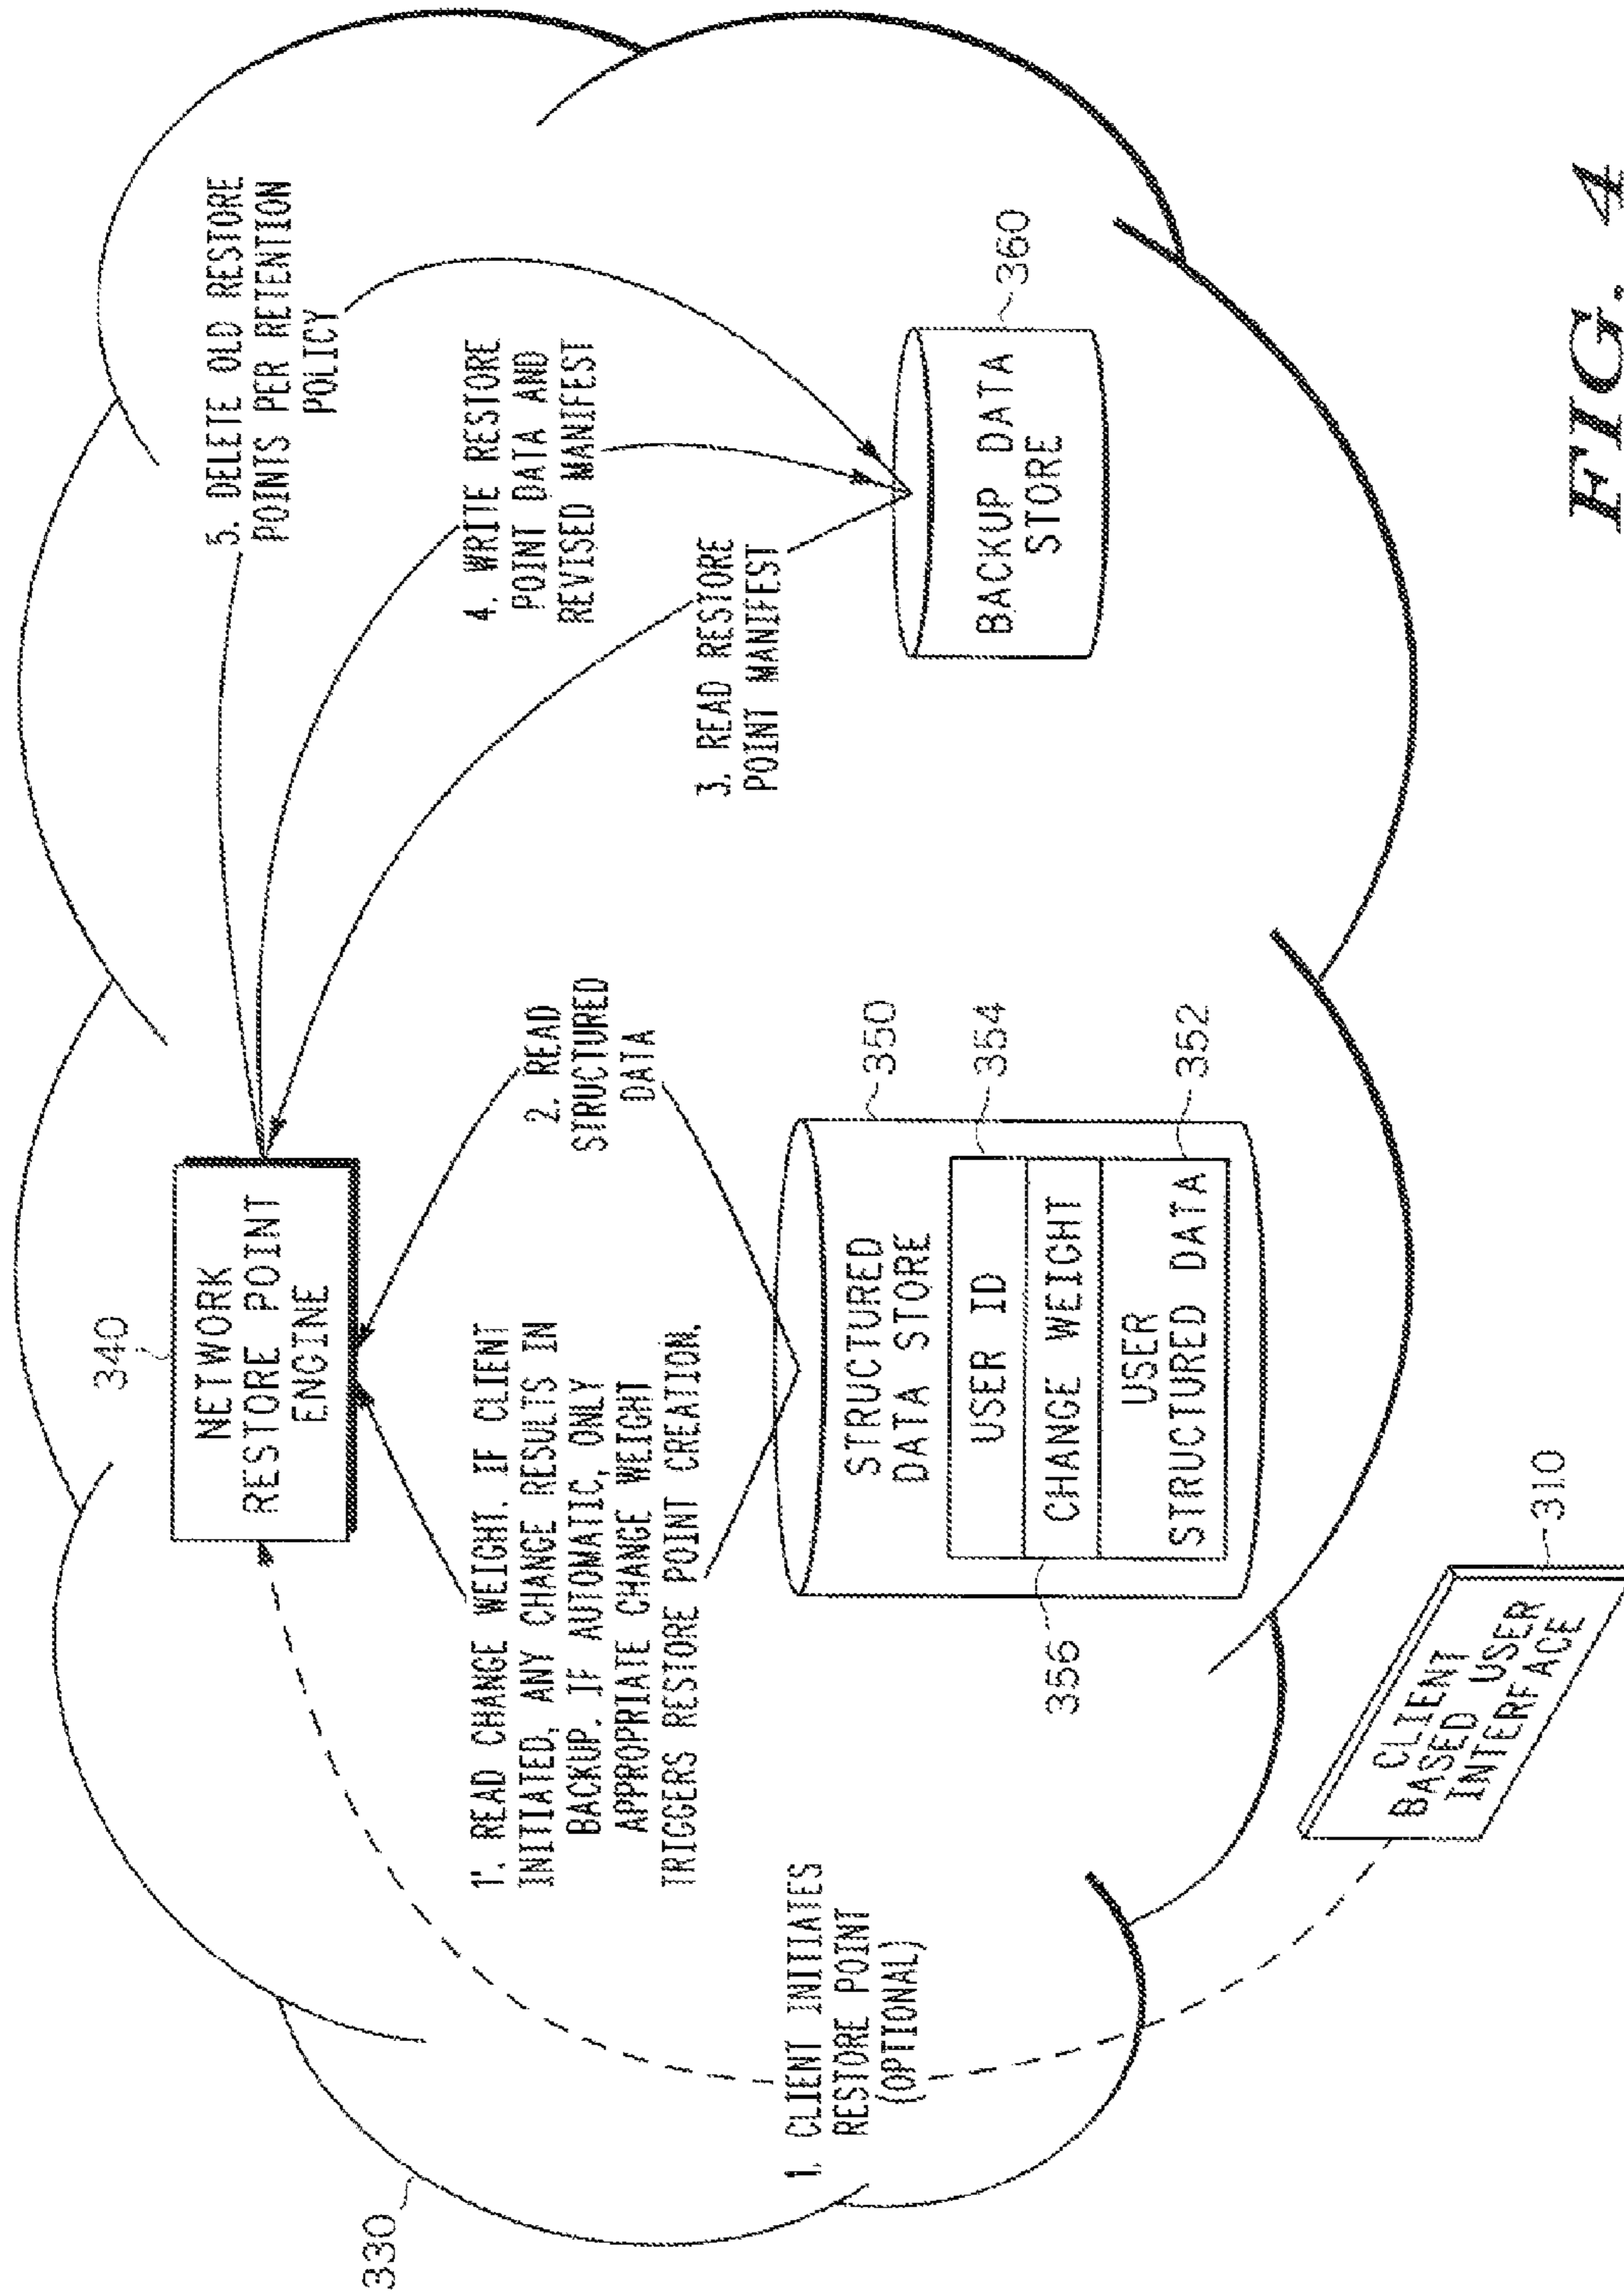 330
340
NETWORK
RESTORE POINT
ENGINE
5. DELETE OLD RESTORE
POINTS PER RETENTION
POLICY
4. WRITE RESTORE
POINT DATA AND
REVISED MANIFEST
3. READ RESTORE
POINT MANIFEST
2. READ
STRUCTURED
DATA
1'. READ CHANGE WEIGHT. IF CLIENT
INITIATED, ANY CHANGE RESULTS IN
BACKUP. IF AUTOMATIC, ONLY
APPROPRIATE CHANGE WEIGHT
TRIGGERS RESTORE POINT CREATION.
1. CLIENT INITIATES
RESTORE POINT
(OPTIONAL)
STRUCTURED
DATA STORE
350
USER ID
354
CHANGE WEIGHT
356
USER
STRUCTURED DATA
352
BACKUP DATA
STORE
360
CLIENT
BASED USER
INTERFACE
310
FIG. 4